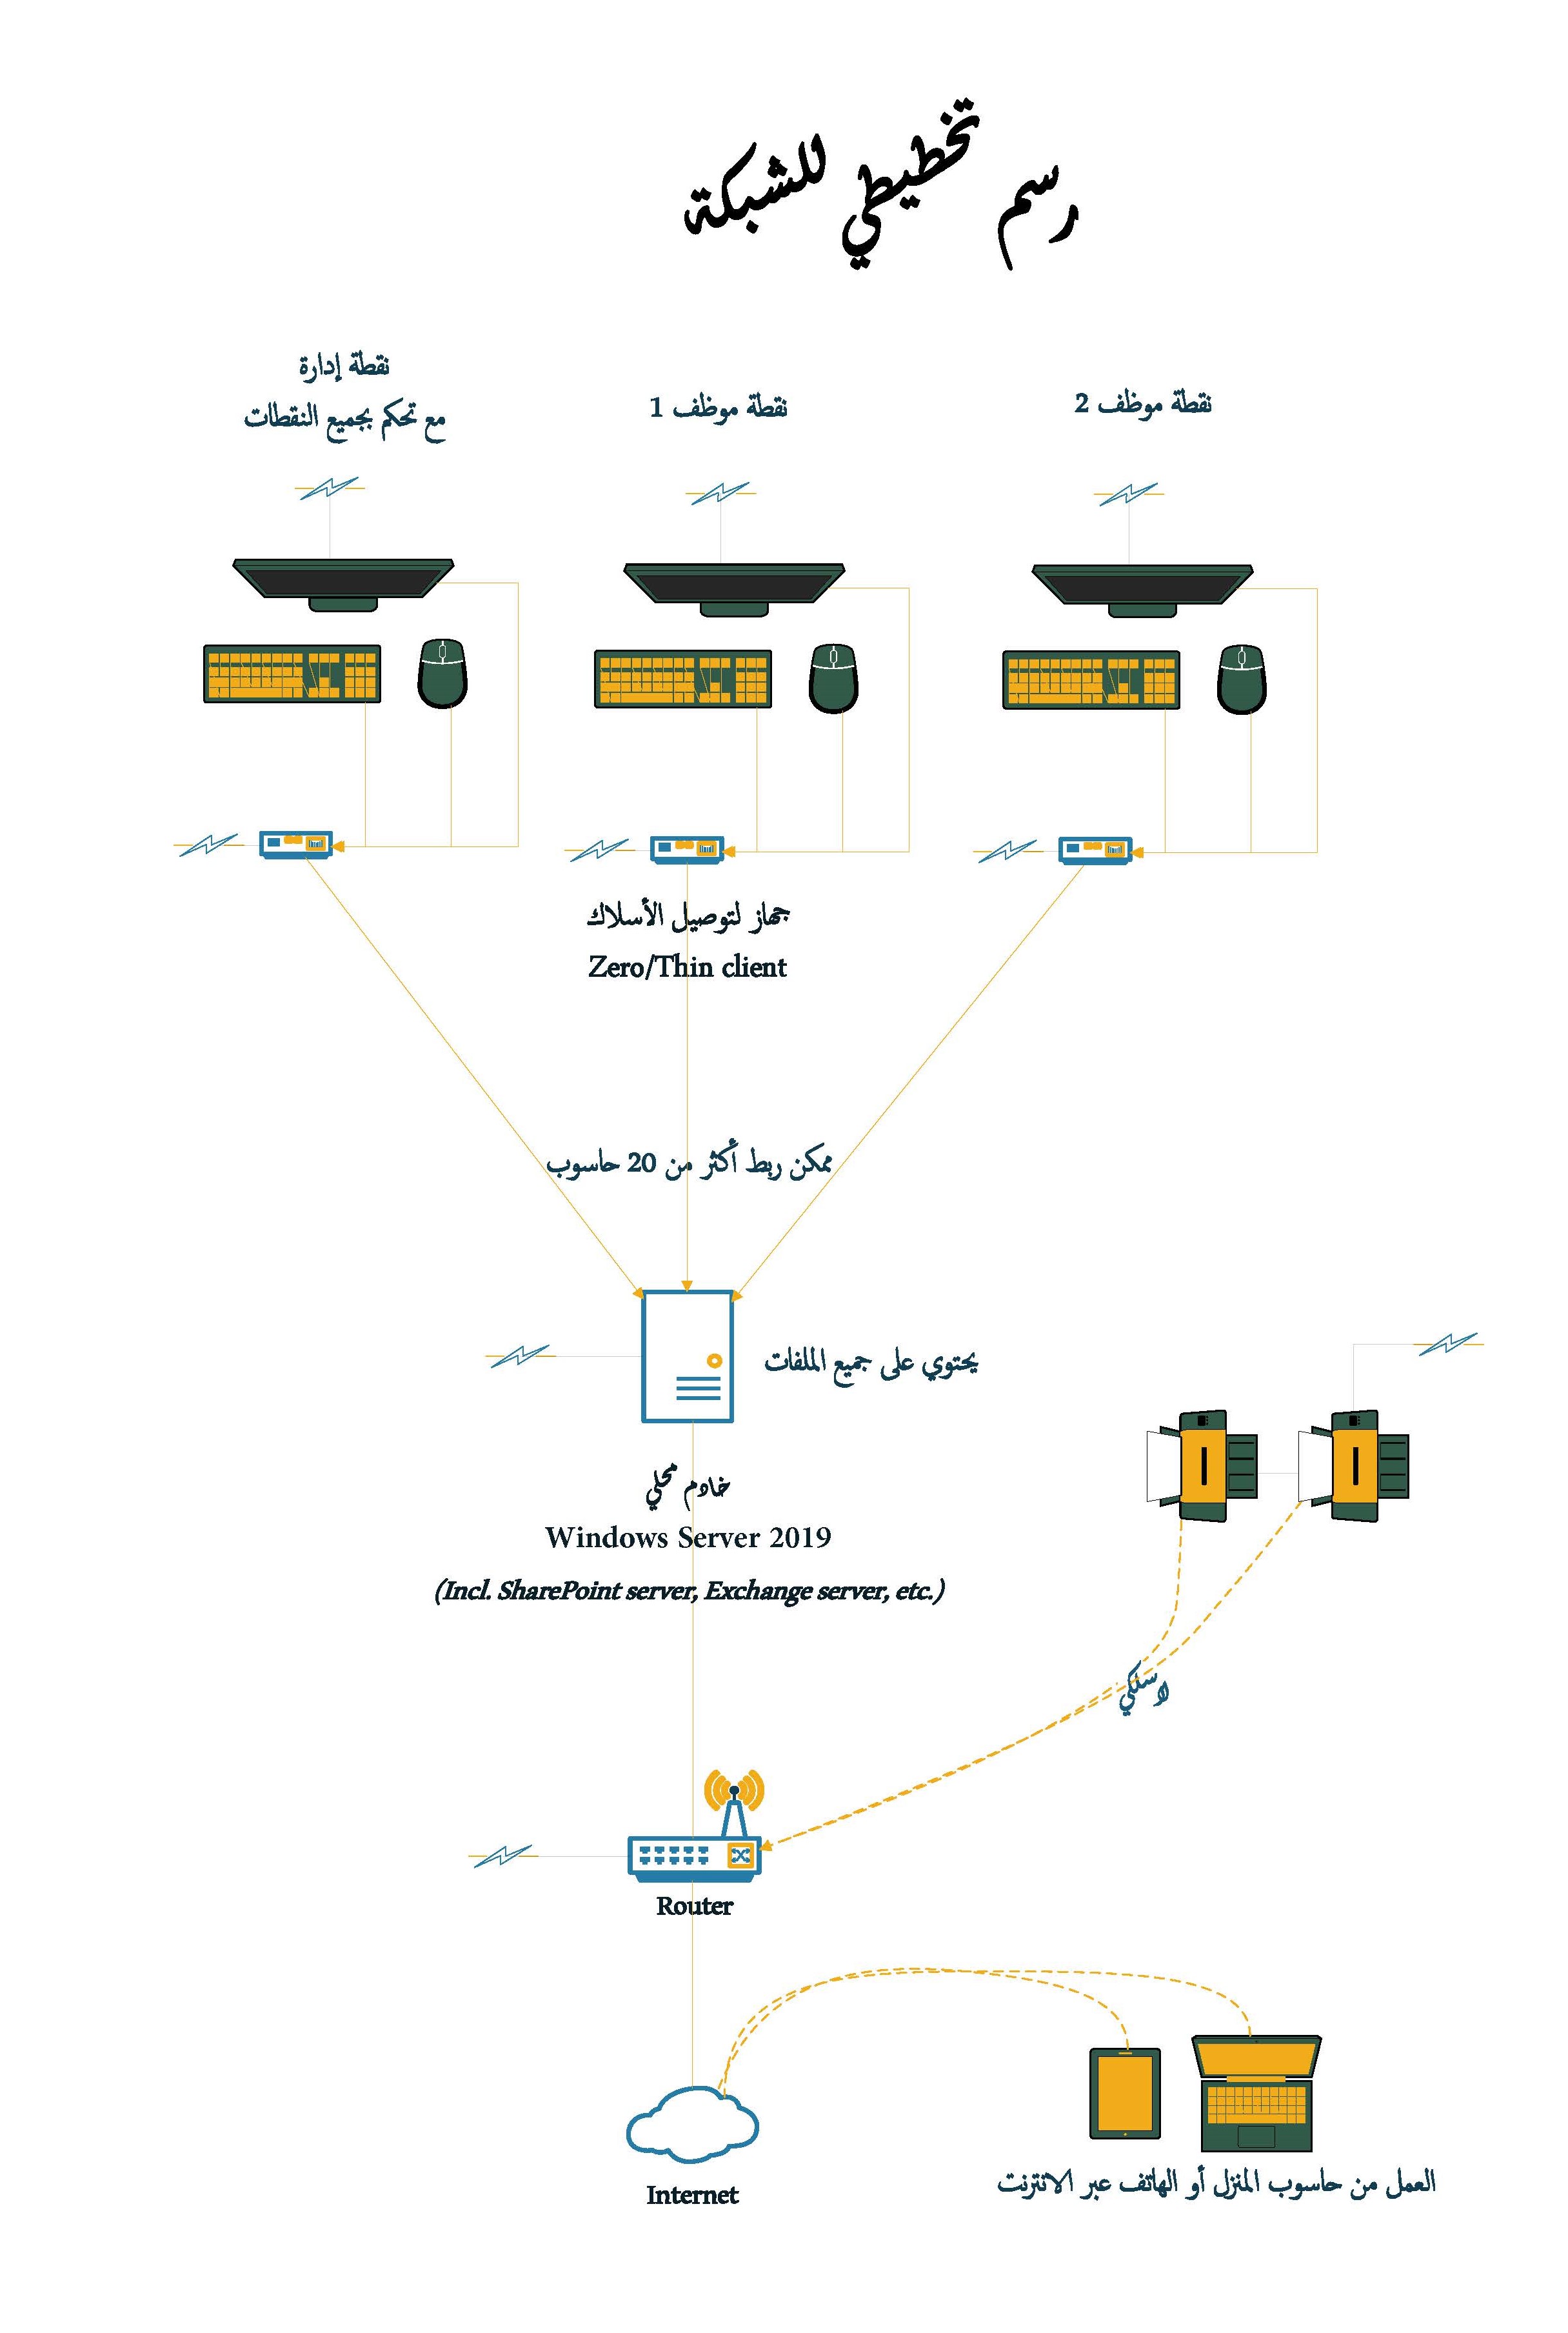 رسم تخطيطي للشبكة
نقطة إدارة
مع تحكم بجميع النقطات
نقطة موظف 1
نقطة موظف 2
جهاز لتوصيل الأسلاك
Zero/Thin client
ممكن ربط أكثر من 20 حاسوب
يحتوي على جميع الملفات
خادم محلي
Windows Server 2019
(Incl. SharePoint server, Exchange server, etc.)
لاسلكي
Router
Internet
العمل من حاسوب المنزل أو الهاتف عبر الانترنت